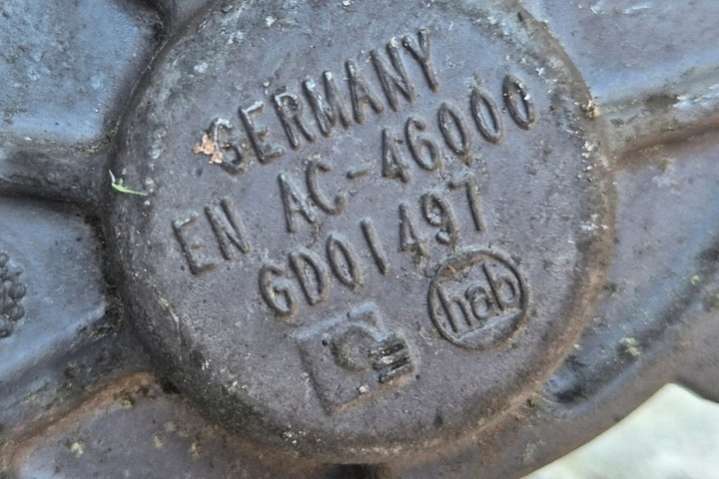 GERMANY
EN AC-46000
GD01497
hab